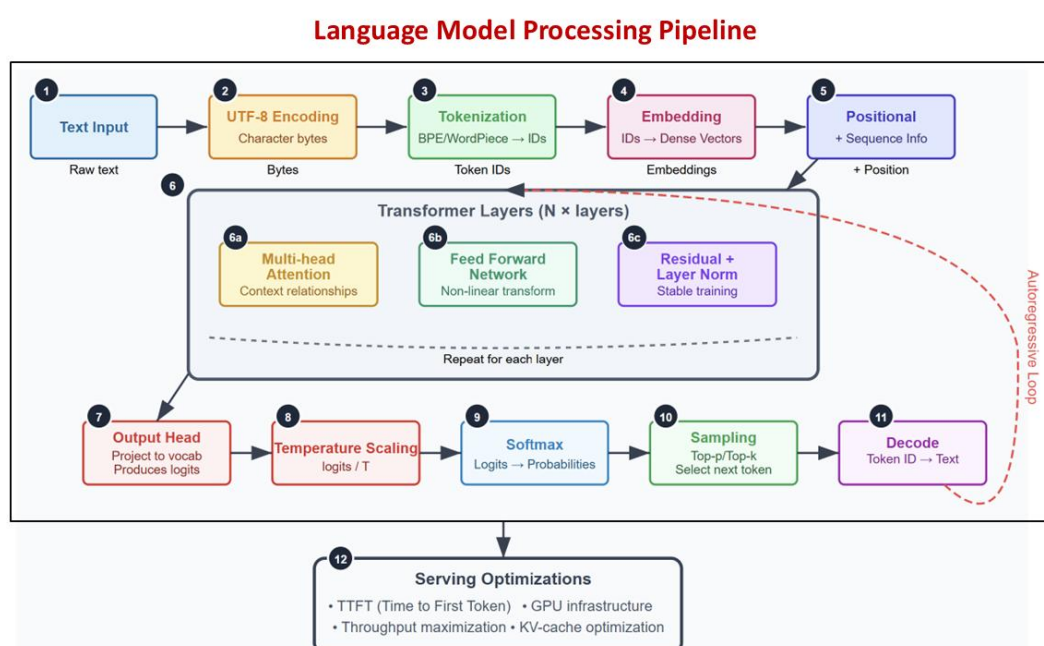 Language Model Processing Pipeline
1
Text Input
Raw text
2
UTF-8 Encoding
Character bytes
Bytes
3
Tokenization
BPE/WordPiece → IDs
Token IDs
4
Embedding
IDs → Dense Vectors
Embeddings
5
Positional
+ Sequence Info
+ Position
6
Transformer Layers (N × layers)
6a
Multi-head
Attention
Context relationships
6b
Feed Forward
Network
Non-linear transform
6c
Residual +
Layer Norm
Stable training
Repeat for each layer
Autoregressive Loop
7
Output Head
Project to vocab
Produces logits
8
Temperature Scaling
logits / T
9
Softmax
Logits → Probabilities
10
Sampling
Top-p/Top-k
Select next token
11
Decode
Token ID → Text
12
Serving Optimizations
• TTFT (Time to First Token) • GPU infrastructure
• Throughput maximization • KV-cache optimization